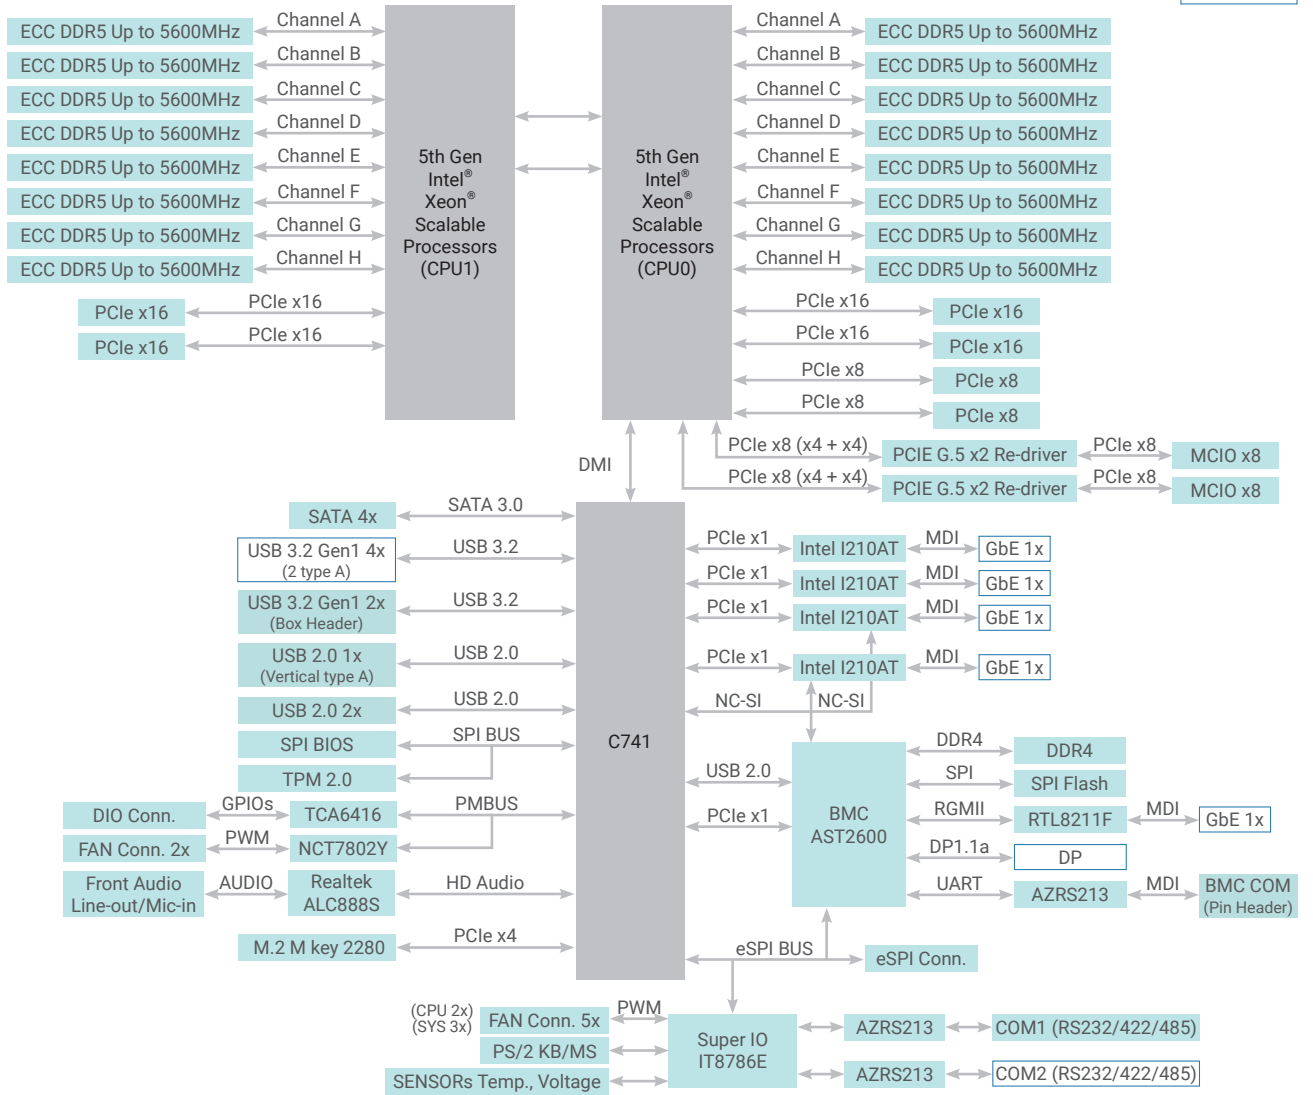 ECC DDR5 Up to 5600MHz
Channel A
Channel A
ECC DDR5 Up to 5600MHz
ECC DDR5 Up to 5600MHz
Channel B
Channel B
ECC DDR5 Up to 5600MHz
ECC DDR5 Up to 5600MHz
Channel C
Channel C
ECC DDR5 Up to 5600MHz
ECC DDR5 Up to 5600MHz
Channel D
Channel D
ECC DDR5 Up to 5600MHz
ECC DDR5 Up to 5600MHz
Channel E
Channel E
ECC DDR5 Up to 5600MHz
ECC DDR5 Up to 5600MHz
Channel F
Channel F
ECC DDR5 Up to 5600MHz
ECC DDR5 Up to 5600MHz
Channel G
Channel G
ECC DDR5 Up to 5600MHz
ECC DDR5 Up to 5600MHz
Channel H
Channel H
ECC DDR5 Up to 5600MHz
5th Gen
Intel®
Xeon®
Scalable
Processors
(CPU1)
5th Gen
Intel®
Xeon®
Scalable
Processors
(CPU0)
PCIe x16
PCIe x16
PCIe x16
PCIe x16
PCIe x16
PCIe x16
PCIe x16
PCIe x16
PCIe x8
PCIe x8
PCIe x8
PCIe x8
PCIe x8 (x4 + x4)
PCIE G.5 x2 Re-driver
PCIe x8
MCIO x8
PCIe x8 (x4 + x4)
PCIE G.5 x2 Re-driver
PCIe x8
MCIO x8
DMI
SATA 4x
SATA 3.0
USB 3.2 Gen1 4x
(2 type A)
USB 3.2
USB 3.2 Gen1 2x
(Box Header)
USB 3.2
USB 2.0 1x
(Vertical type A)
USB 2.0
USB 2.0 2x
USB 2.0
SPI BIOS
SPI BUS
TPM 2.0
DIO Conn.
GPIOs
TCA6416
PMBUS
FAN Conn. 2x
PWM
NCT7802Y
Front Audio
Line-out/Mic-in
AUDIO
Realtek
ALC888S
HD Audio
M.2 M key 2280
PCIe x4
C741
PCIe x1
Intel I210AT
MDI
GbE 1x
PCIe x1
Intel I210AT
MDI
GbE 1x
PCIe x1
Intel I210AT
MDI
GbE 1x
PCIe x1
Intel I210AT
MDI
GbE 1x
NC-SI
NC-SI
USB 2.0
PCIe x1
BMC
AST2600
DDR4
DDR4
SPI
SPI Flash
RGMII
RTL8211F
MDI
GbE 1x
DP1.1a
DP
UART
AZRS213
MDI
BMC COM
(Pin Header)
eSPI BUS
eSPI Conn.
(CPU 2x)
(SYS 3x)
FAN Conn. 5x
PWM
PS/2 KB/MS
SENSORs Temp., Voltage
Super IO
IT8786E
AZRS213
COM1 (RS232/422/485)
AZRS213
COM2 (RS232/422/485)